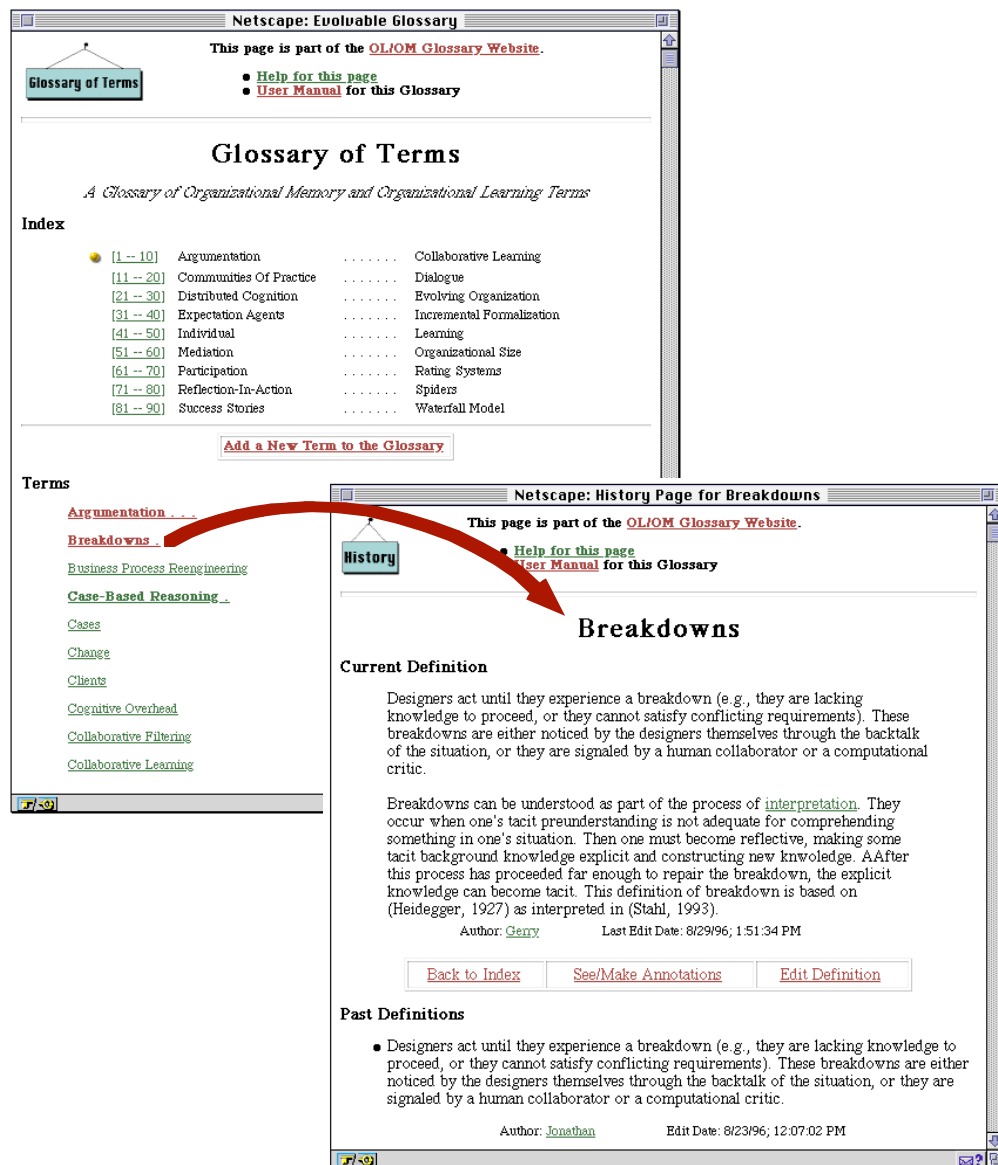 Netscape: Evolvable Glossary
Glossary of Terms
This page is part of the OL/OM Glossary Website.
● Help for this page
● User Manual for this Glossary
Glossary of Terms
A Glossary of Organizational Memory and Organizational Learning Terms
Index
[1 -- 10] Argumentation . . . . . . . Collaborative Learning
[11 -- 20] Communities Of Practice . . . . . . . Dialogue
[21 -- 30] Distributed Cognition . . . . . . . Evolving Organization
[31 -- 40] Expectation Agents . . . . . . . Incremental Formalization
[41 -- 50] Individual . . . . . . . Learning
[51 -- 60] Mediation . . . . . . . Organizational Size
[61 -- 70] Participation . . . . . . . Rating Systems
[71 -- 80] Reflection-In-Action . . . . . . . Spiders
[81 -- 90] Success Stories . . . . . . . Waterfall Model
Add a New Term to the Glossary
Terms
Argumentation . . .
Breakdowns .
Business Process Reengineering
Case-Based Reasoning .
Cases
Change
Clients
Cognitive Overhead
Collaborative Filtering
Collaborative Learning
Netscape: History Page for Breakdowns
History
This page is part of the OL/OM Glossary Website.
● Help for this page
User Manual for this Glossary
Breakdowns
Current Definition
Designers act until they experience a breakdown (e.g., they are lacking
knowledge to proceed, or they cannot satisfy conflicting requirements). These
breakdowns are either noticed by the designers themselves through the backtalk
of the situation, or they are signaled by a human collaborator or a computational
critic.
Breakdowns can be understood as part of the process of interpretation. They
occur when one's tacit preunderstanding is not adequate for comprehending
something in one's situation. Then one must become reflective, making some
tacit background knowledge explicit and constructing new knwoledge. AAfter
this process has proceeded far enough to repair the breakdown, the explicit
knowledge can become tacit. This definition of breakdown is based on
(Heidegger, 1927) as interpreted in (Stahl, 1993).
Author: Gerry Last Edit Date: 8/29/96; 1:51:34 PM
Back to Index See/Make Annotations Edit Definition
Past Definitions
● Designers act until they experience a breakdown (e.g., they are lacking knowledge to
proceed, or they cannot satisfy conflicting requirements). These breakdowns are either
noticed by the designers themselves through the backtalk of the situation, or they are
signaled by a human collaborator or a computational critic.
Author: Jonathan Edit Date: 8/23/96; 12:07:02 PM